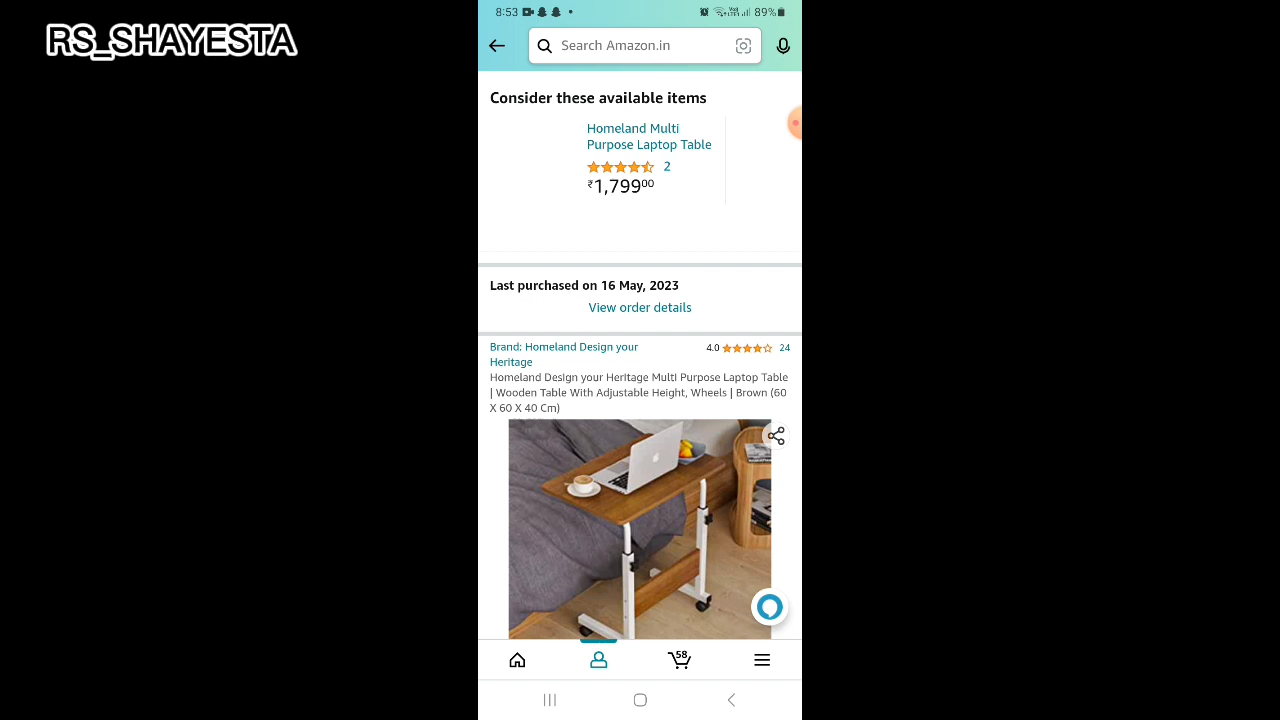 RS_SHAYESTA
8:53
89%
Search Amazon.in
Consider these available items
Homeland Multi
Purpose Laptop Table
2
₹1,79900
Last purchased on 16 May, 2023
View order details
Brand: Homeland Design your
Heritage
4.0 24
Homeland Design your Heritage Multi Purpose Laptop Table
| Wooden Table With Adjustable Height, Wheels | Brown (60
X 60 X 40 Cm)
58